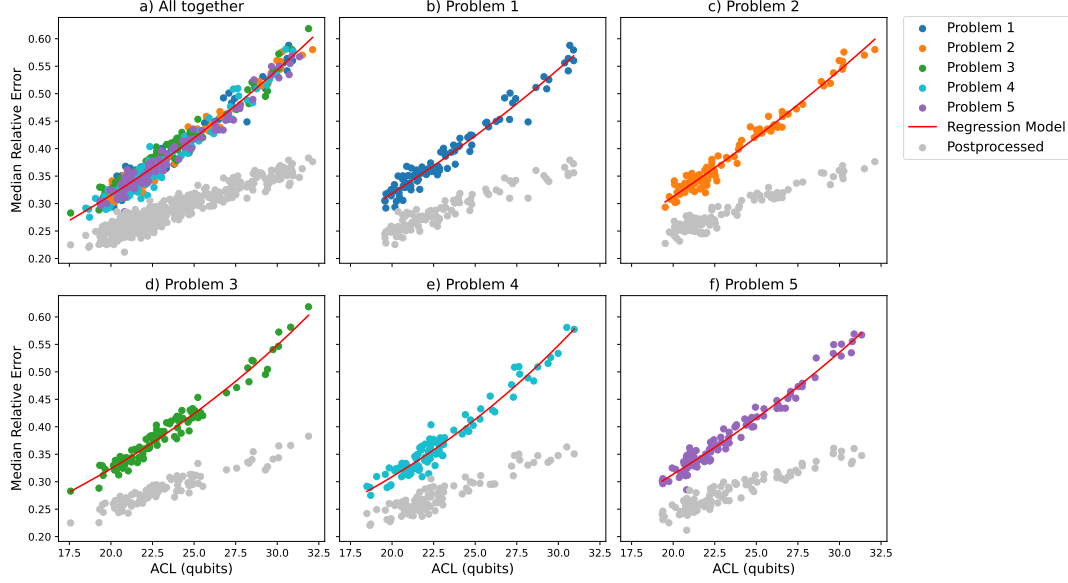 a) All together
b) Problem 1
c) Problem 2
Median Relative Error
0.60
0.55
0.50
0.45
0.40
0.35
0.30
0.25
0.20
Problem 1
Problem 2
Problem 3
Problem 4
Problem 5
Regression Model
Postprocessed
d) Problem 3
e) Problem 4
f) Problem 5
Median Relative Error
0.60
0.55
0.50
0.45
0.40
0.35
0.30
0.25
0.20
17.5 20.0 22.5 25.0 27.5 30.0 32.5
17.5 20.0 22.5 25.0 27.5 30.0 32.5
17.5 20.0 22.5 25.0 27.5 30.0 32.5
ACL (qubits)
ACL (qubits)
ACL (qubits)